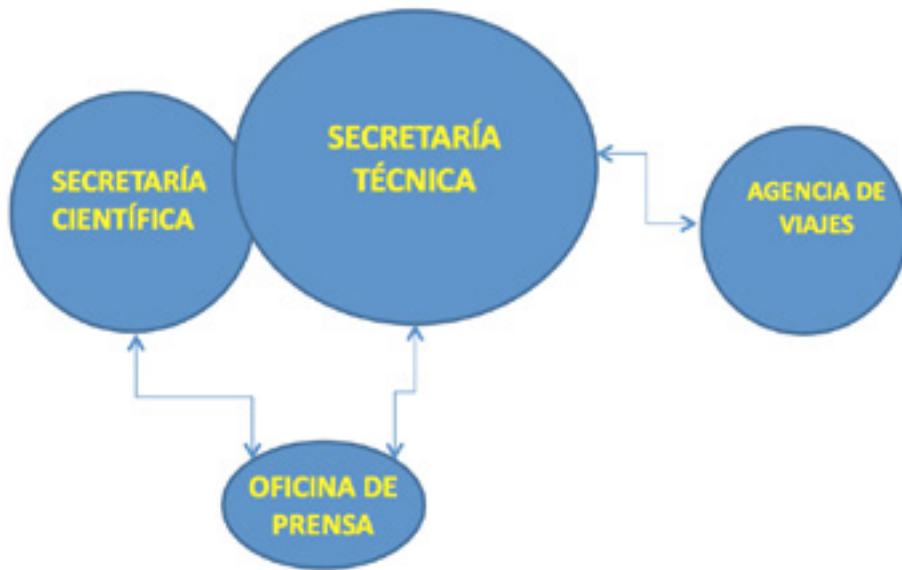 SECRETARÍA
TÉCNICA
SECRETARÍA
CIENTÍFICA
AGENCIA DE
VIAJES
OFICINA DE
PRENSA